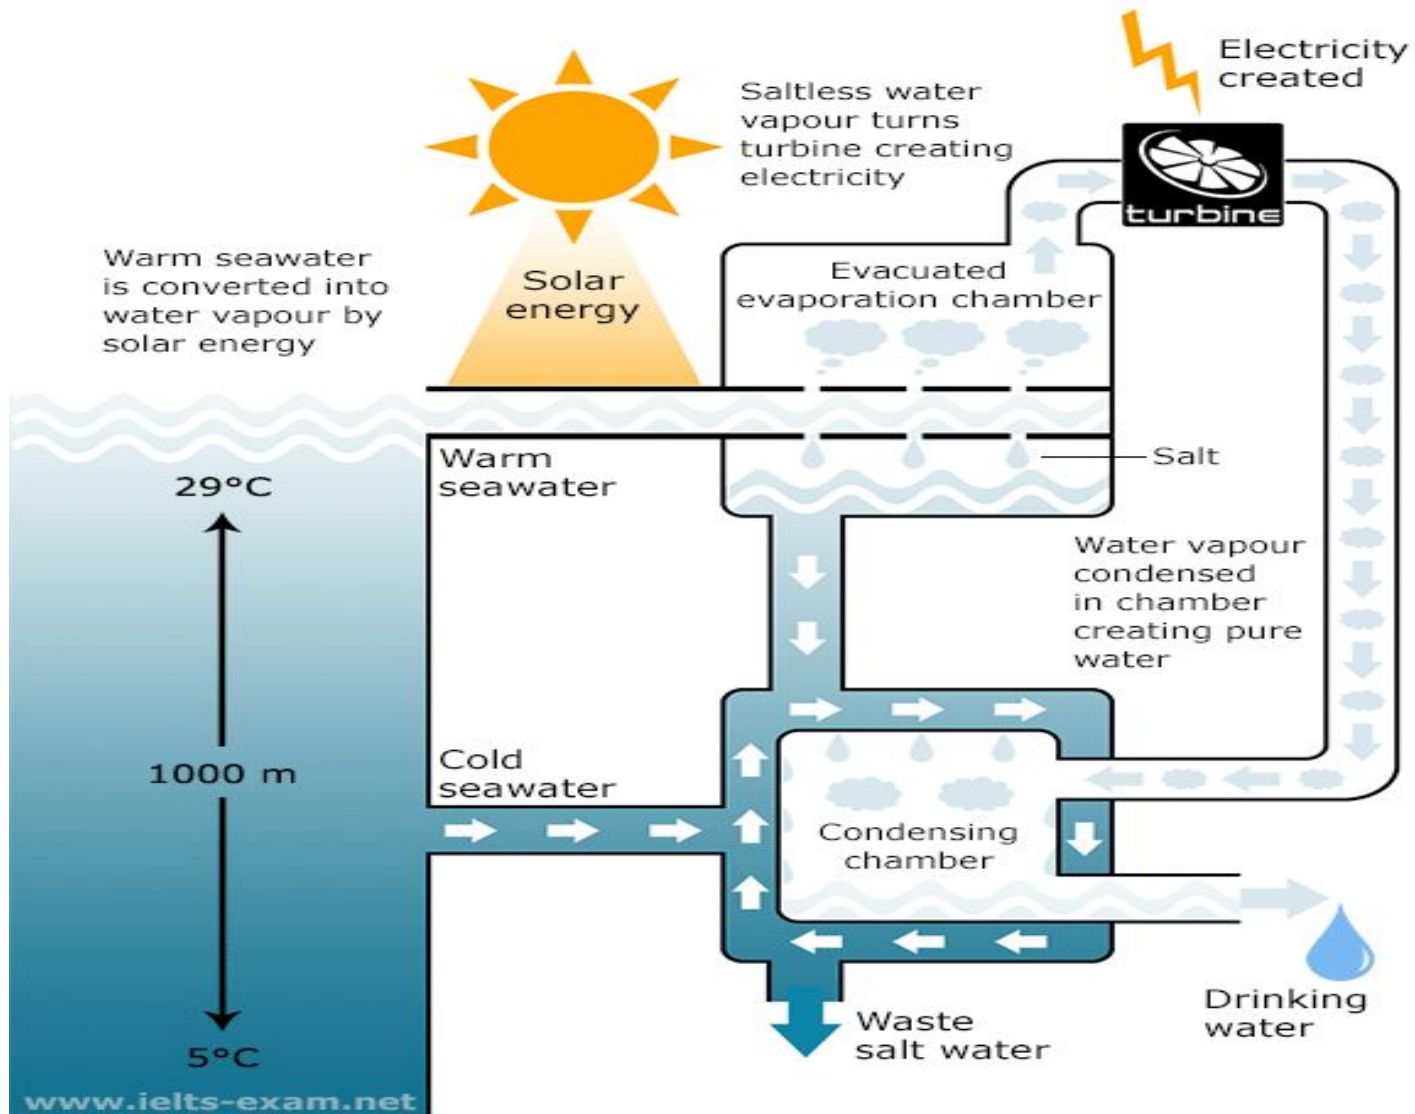 Electricity
created
Saltless water
vapour turns
turbine creating
electricity
turbine
Warm seawater
is converted into
water vapour by
solar energy
Solar
energy
Evacuated
evaporation chamber
29°C
Warm
seawater
Salt
Water vapour
condensed
in chamber
creating pure
water
1000 m
Cold
seawater
Condensing
chamber
Drinking
water
Waste
salt water
5°C
www.ielts-exam.net